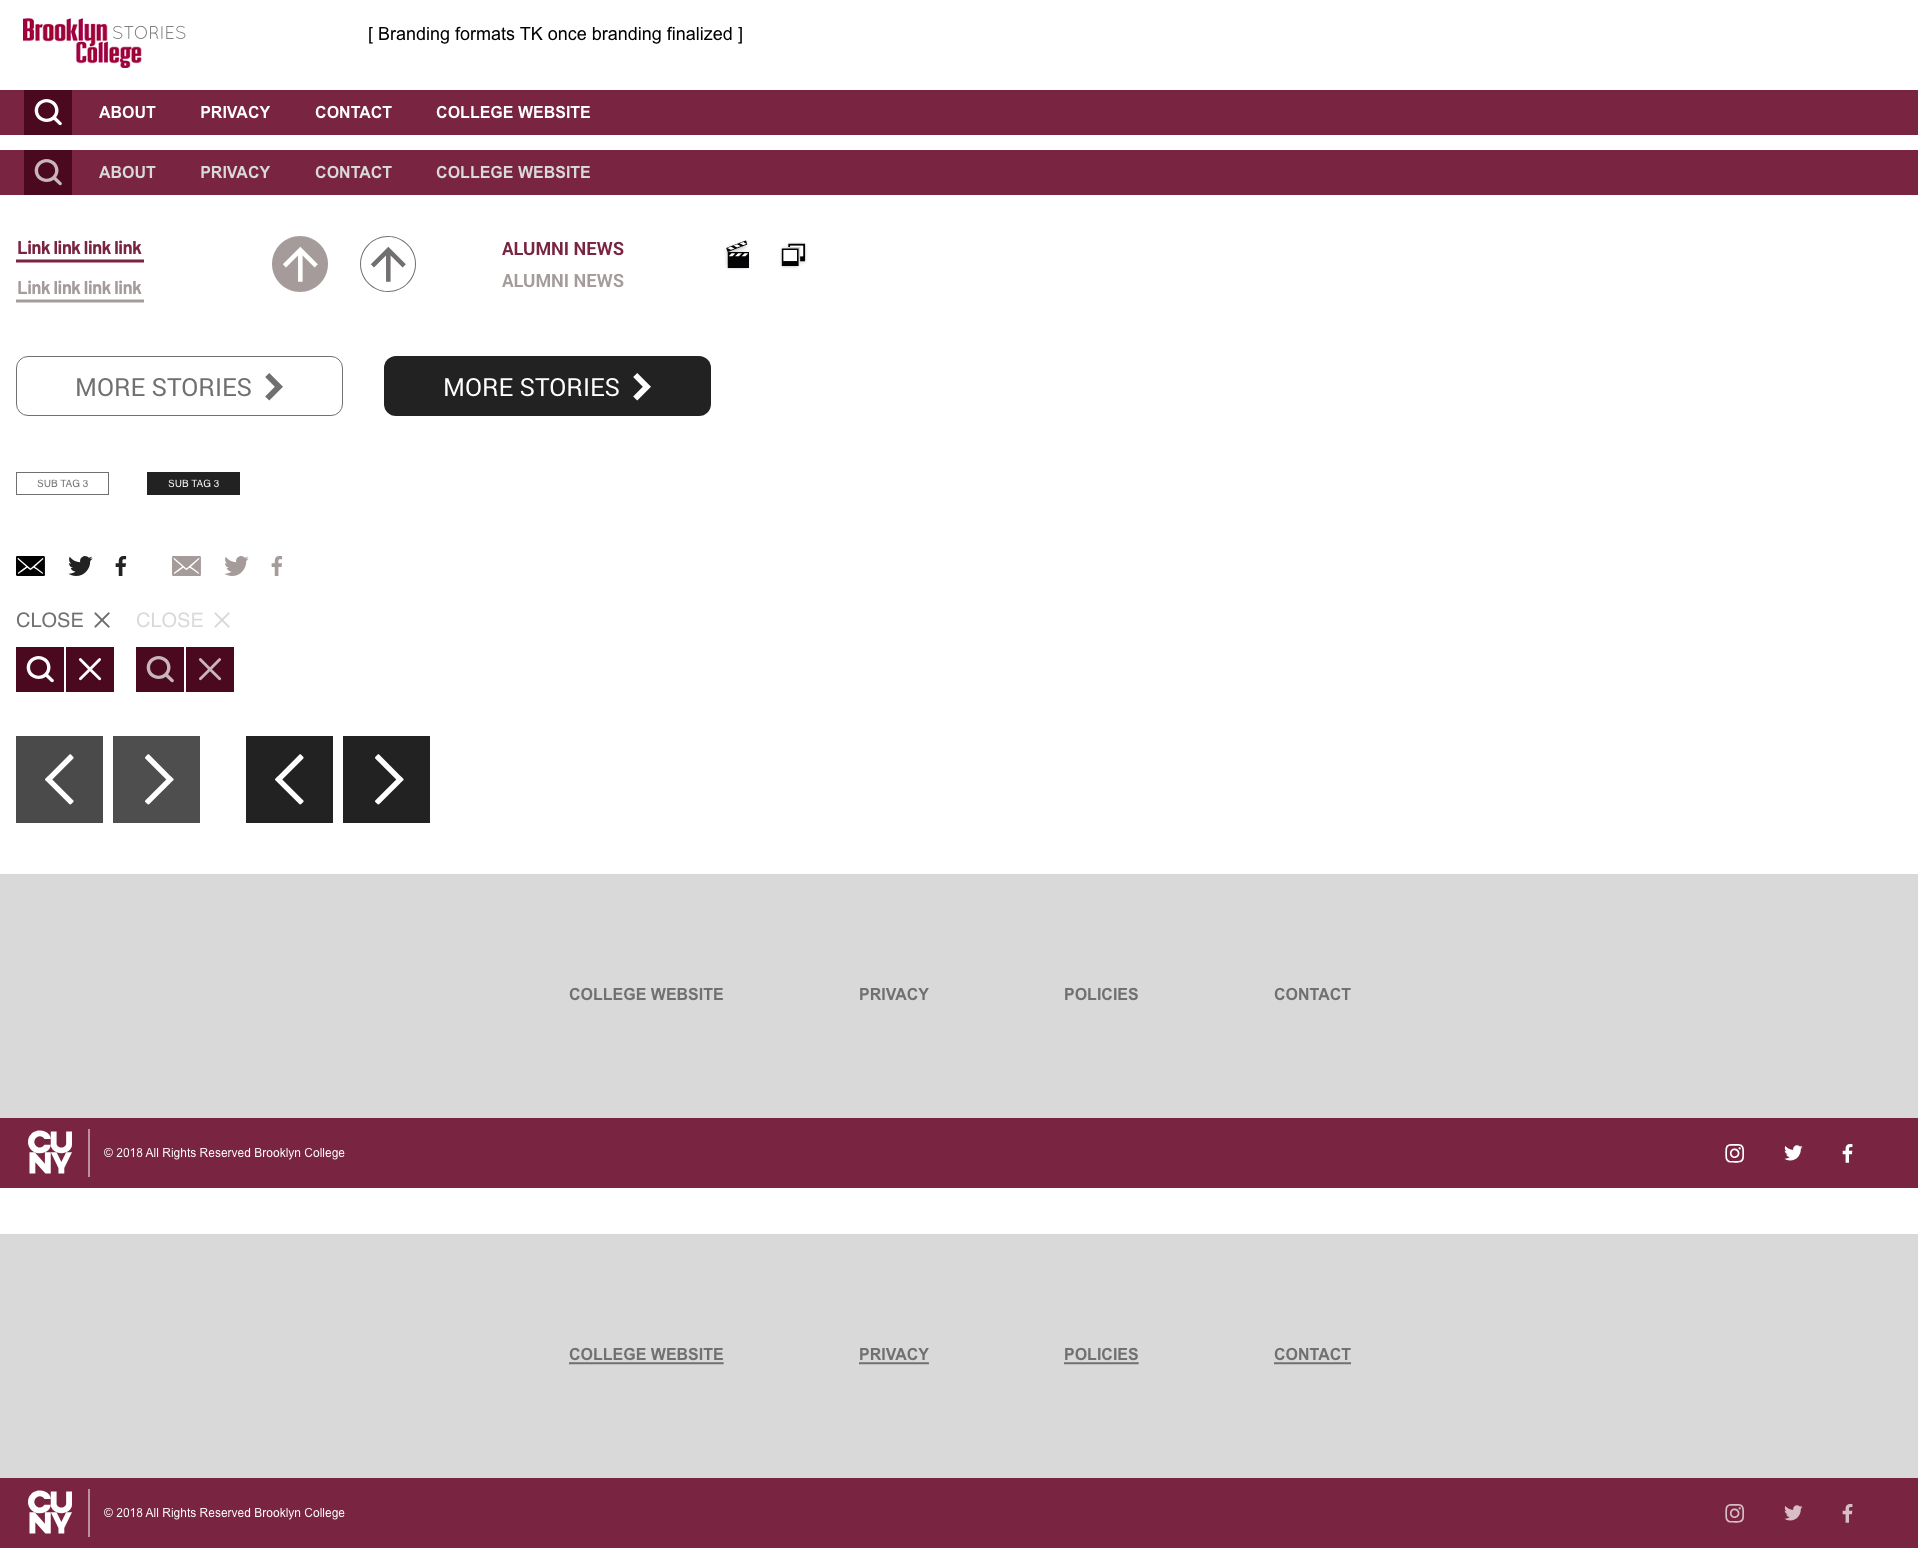 Brooklyn STORIES
College
[ Branding formats TK once branding finalized ]
ABOUT PRIVACY CONTACT COLLEGE WEBSITE
ABOUT PRIVACY CONTACT COLLEGE WEBSITE
Link link link link
ALUMNI NEWS
Link link link link
ALUMNI NEWS
MORE STORIES
MORE STORIES
SUB TAG 3
SUB TAG 3
CLOSE
CLOSE
COLLEGE WEBSITE PRIVACY POLICIES CONTACT
CU
NY
© 2018 All Rights Reserved Brooklyn College
COLLEGE WEBSITE PRIVACY POLICIES CONTACT
CU
NY
© 2018 All Rights Reserved Brooklyn College